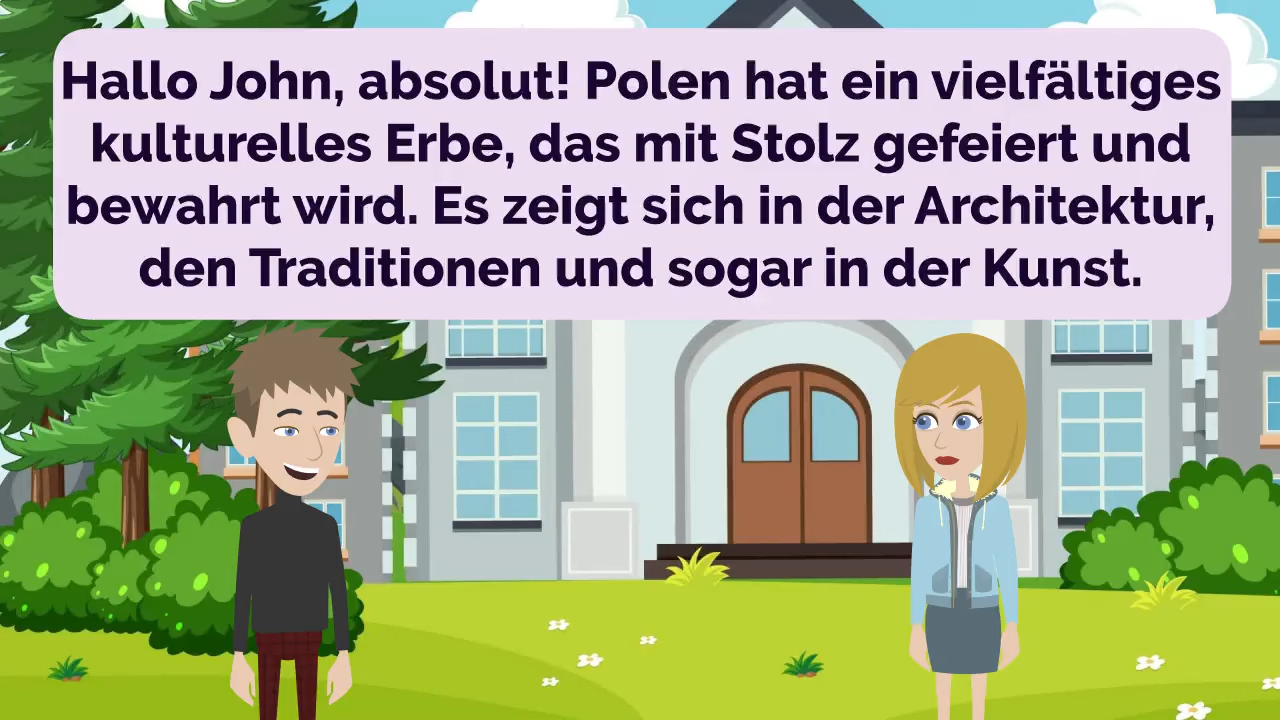 Hallo John, absolut! Polen hat ein vielfältiges
kulturelles Erbe, das mit Stolz gefeiert und
bewahrt wird. Es zeigt sich in der Architektur,
den Traditionen und sogar in der Kunst.